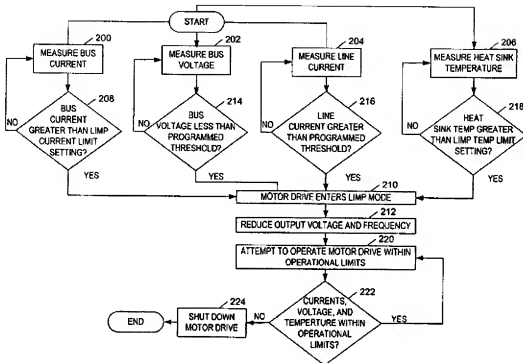 START
200
MEASURE BUS
CURRENT
202
MEASURE BUS
VOLTAGE
204
MEASURE LINE
CURRENT
206
MEASURE HEAT SINK
TEMPERATURE
NO
208
BUS
CURRENT
GREATER THAN LIMP
CURRENT LIMIT
SETTING?
YES
NO
214
BUS
VOLTAGE LESS THAN
PROGRAMMED
THRESHOLD?
YES
NO
216
LINE
CURRENT GREATER
THAN PROGRAMMED
THRESHOLD?
YES
NO
218
HEAT
SINK TEMP GREATER
THAN LIMP TEMP LIMIT
SETTING?
YES
210
MOTOR DRIVE ENTERS LIMP MODE
212
REDUCE OUTPUT VOLTAGE AND FREQUENCY
220
ATTEMPT TO OPERATE MOTOR DRIVE WITHIN
OPERATIONAL LIMITS
222
CURRENTS,
VOLTAGE, AND
TEMPERTURE WITHIN
OPERATIONAL
LIMITS?
YES
NO
224
SHUT DOWN
MOTOR DRIVE
END